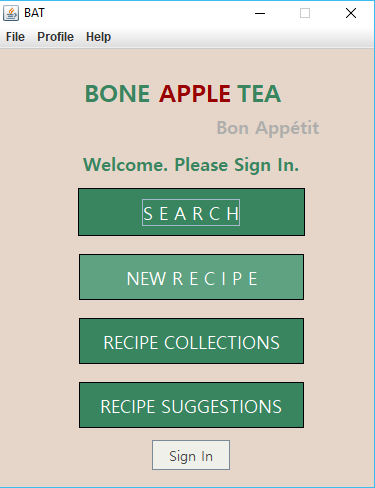 BAT
File Profile Help
BONE APPLE TEA
Bon Appétit
Welcome. Please Sign In.
S E A R C H
NEW R E C I P E
RECIPE COLLECTIONS
RECIPE SUGGESTIONS
Sign In